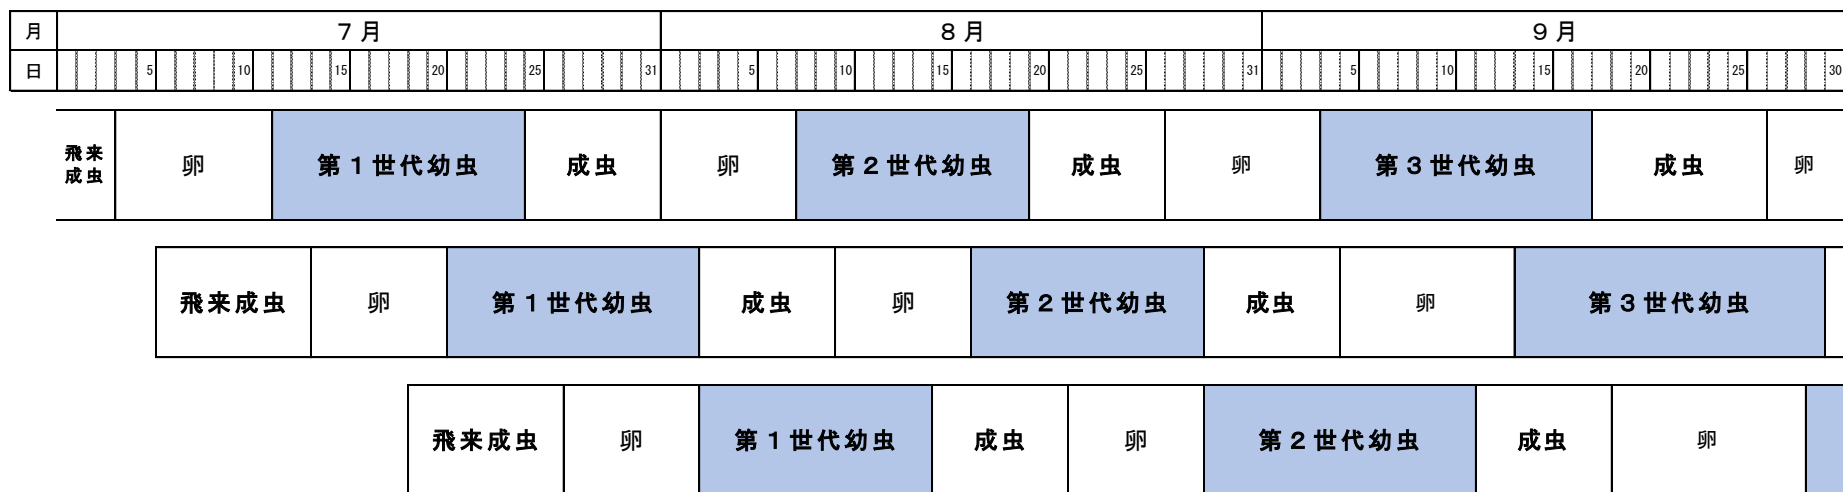 月 ７月 ８月 ９月
日 5 10 15 20 25 31 5 10 15 20 25 31 5 10 15 20 25 30
飛来
成虫
卵 第１世代幼虫 成虫 卵 第２世代幼虫 成虫 卵 第３世代幼虫 成虫 卵
飛来成虫 卵 第１世代幼虫 成虫 卵 第２世代幼虫 成虫 卵 第３世代幼虫
飛来成虫 卵 第１世代幼虫 成虫 卵 第２世代幼虫 成虫 卵